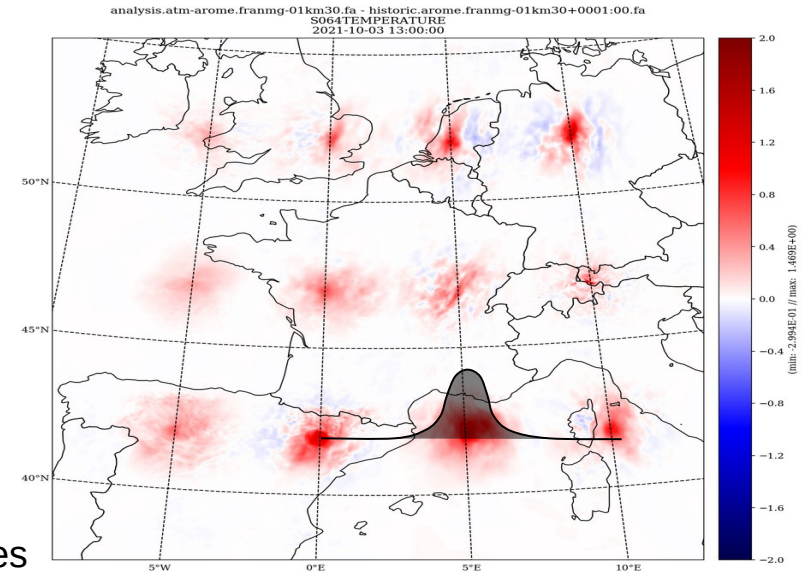 analysis.atm-arome.franmg-01km30.fa - historic.arome.franmg-01km30+0001:00.fa
S064TEMPERATURE
2021-10-03 13:00:00
2.0
1.6
1.2
0.8
0.4
0.0
−0.4
−0.8
−1.2
−1.6
−2.0
(min: -2.994E-01 // max: 1.469E+00)
50°N
45°N
40°N
5°W
0°E
5°E
10°E
es